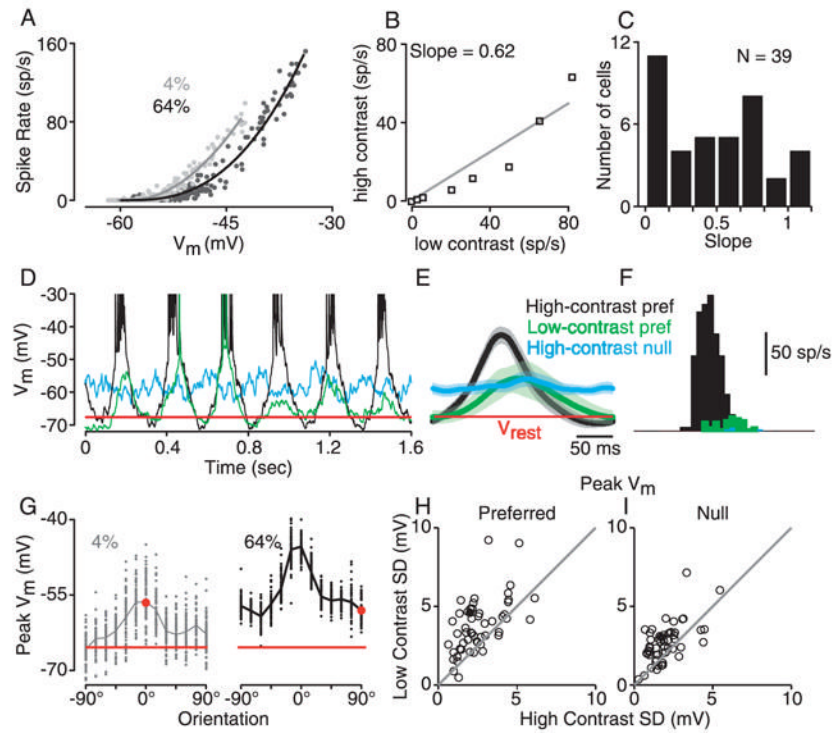 A
Spike Rate (sp/s)
160
80
0
4%
64%
-60
-45
-30
Vm (mV)
B
high contrast (sp/s)
80
40
0
Slope = 0.62
0
40
80
low contrast (sp/s)
C
Number of cells
12
6
0
N = 39
0
0.5
1
Slope
D
Vm (mV)
-30
-40
-50
-60
-70
0
0.4
0.8
1.2
1.6
Time (sec)
E
High-contrast pref
Low-contrast pref
High-contrast null
Vrest
50 ms
F
50 sp/s
G
Peak Vm (mV)
-40
-55
-70
4%
64%
-90°
0°
90°
-90°
0°
90°
Orientation
Peak Vm
H
Preferred
Low Contrast SD (mV)
10
5
0
0
5
10
I
Null
10
5
0
0
5
10
High Contrast SD (mV)